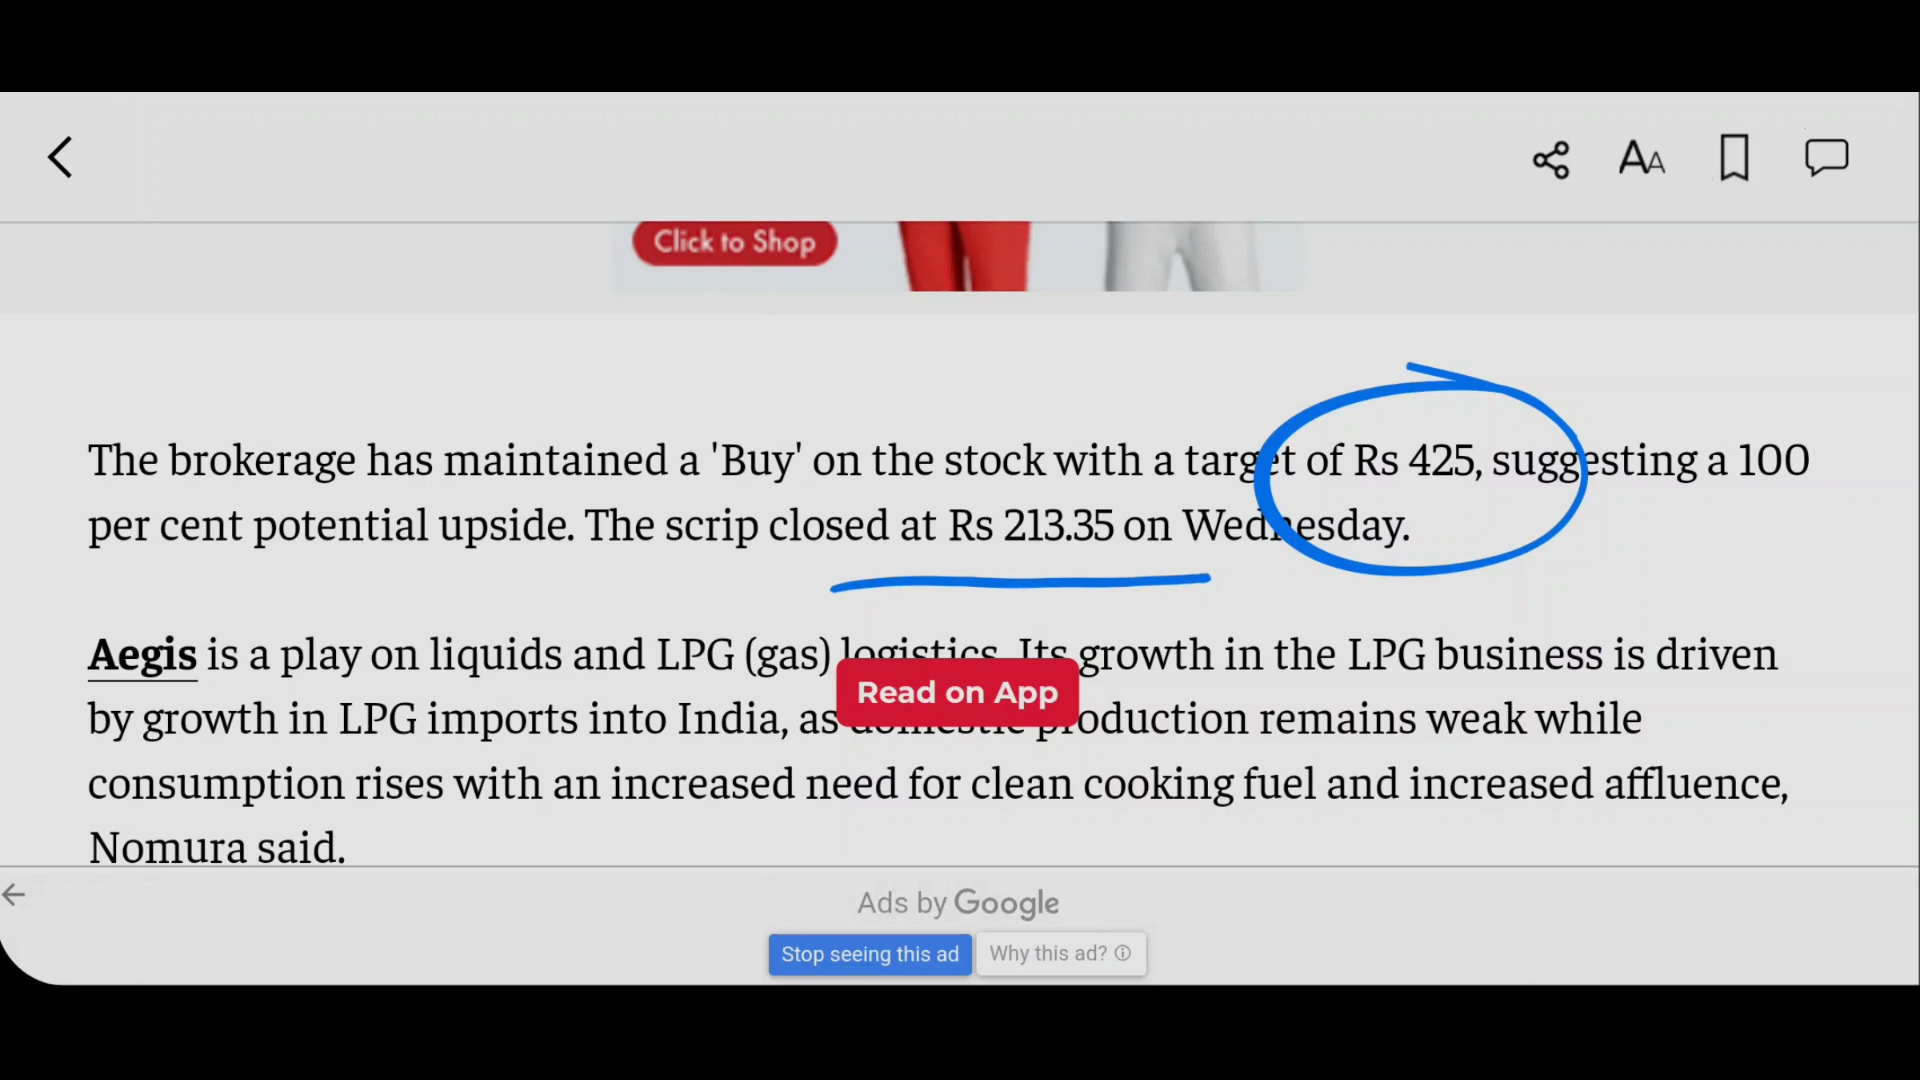 AA
Click to Shop
The brokerage has maintained a 'Buy' on the stock with a target of Rs 425, suggesting a 100
per cent potential upside. The scrip closed at Rs 213.35 on Wednesday.
Aegis is a play on liquids and LPG (gas) logistics. Its growth in the LPG business is driven
Read on App
by growth in LPG imports into India, as domestic production remains weak while
consumption rises with an increased need for clean cooking fuel and increased affluence,
Nomura said.
Ads by Google
Stop seeing this ad Why this ad?